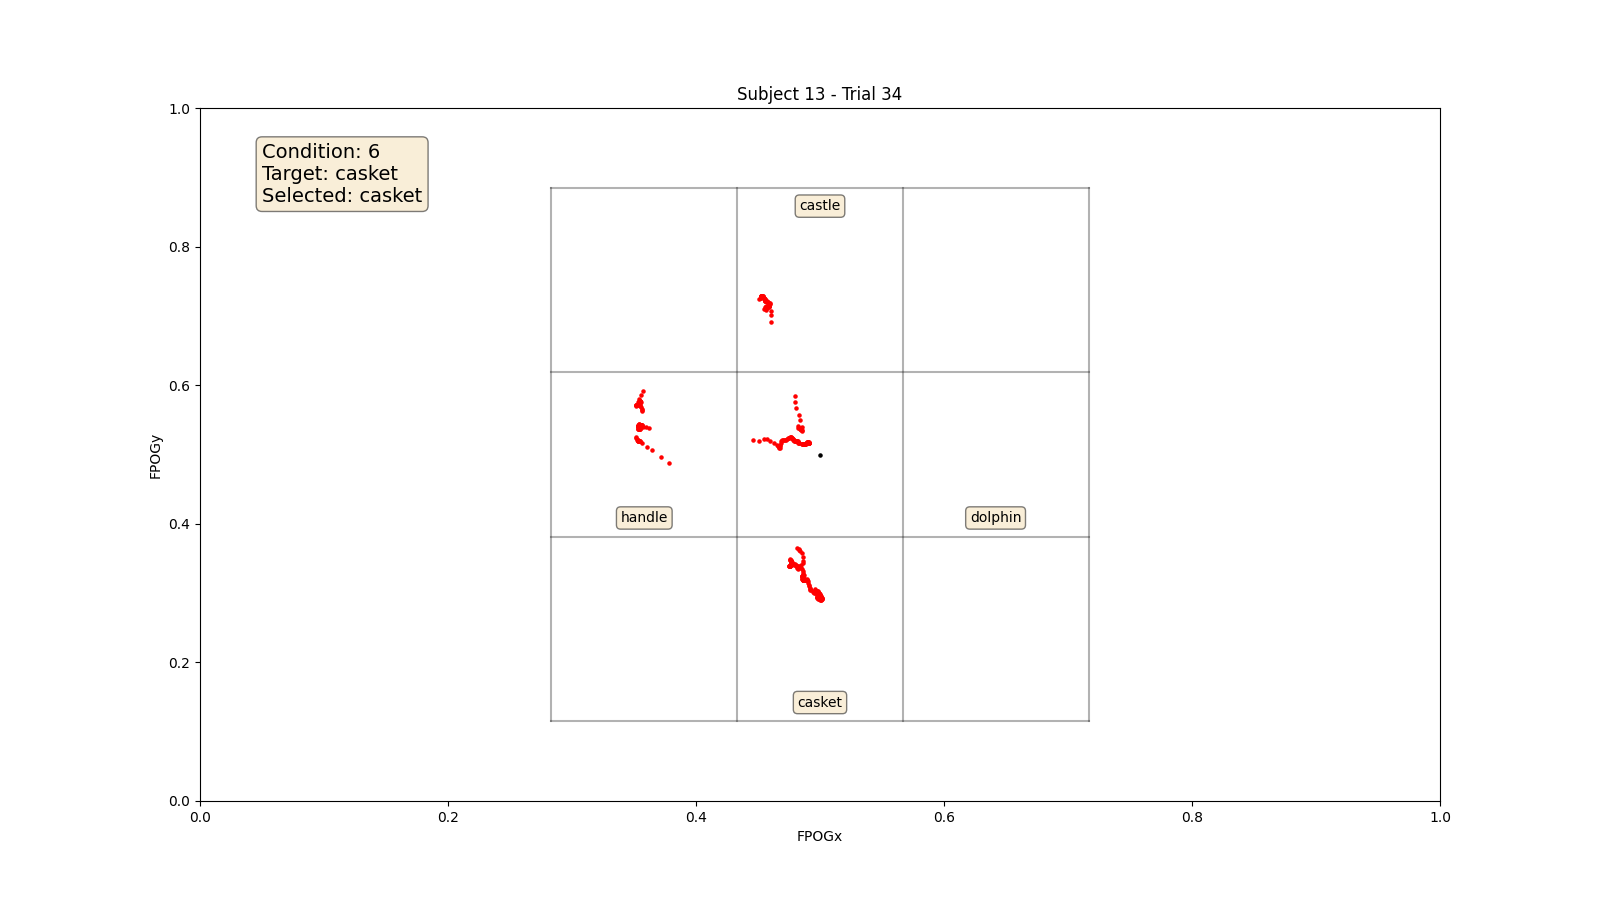 Subject 13 - Trial 34
1.0
Condition: 6
Target: casket
Selected: casket
castle
0.8
0.6
FPOGy
handle
dolphin
0.4
0.2
casket
0.0
0.0
0.2
0.4
0.6
0.8
1.0
FPOGx